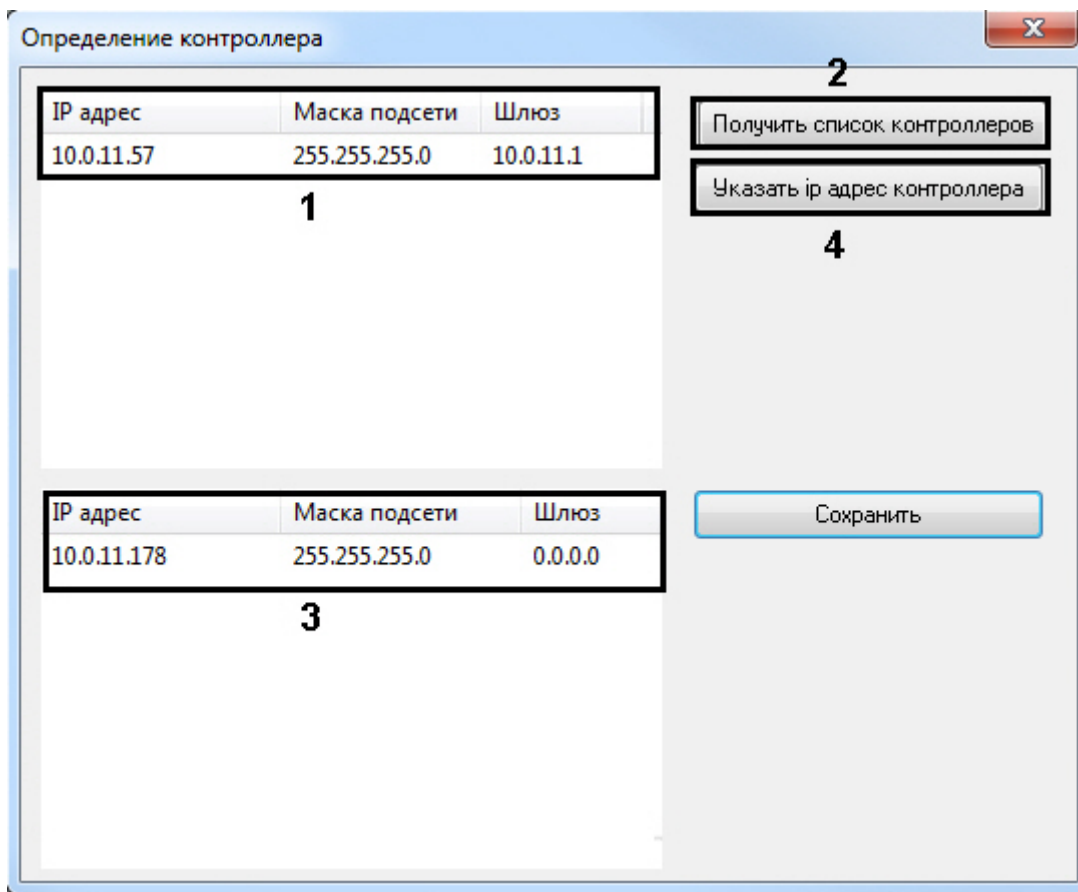 Определение контроллера
2
IP адрес Маска подсети Шлюз
10.0.11.57 255.255.255.0 10.0.11.1
1
Получить список контроллеров
Указать ip адрес контроллера
4
IP адрес Маска подсети Шлюз
10.0.11.178 255.255.255.0 0.0.0.0
3
Сохранить